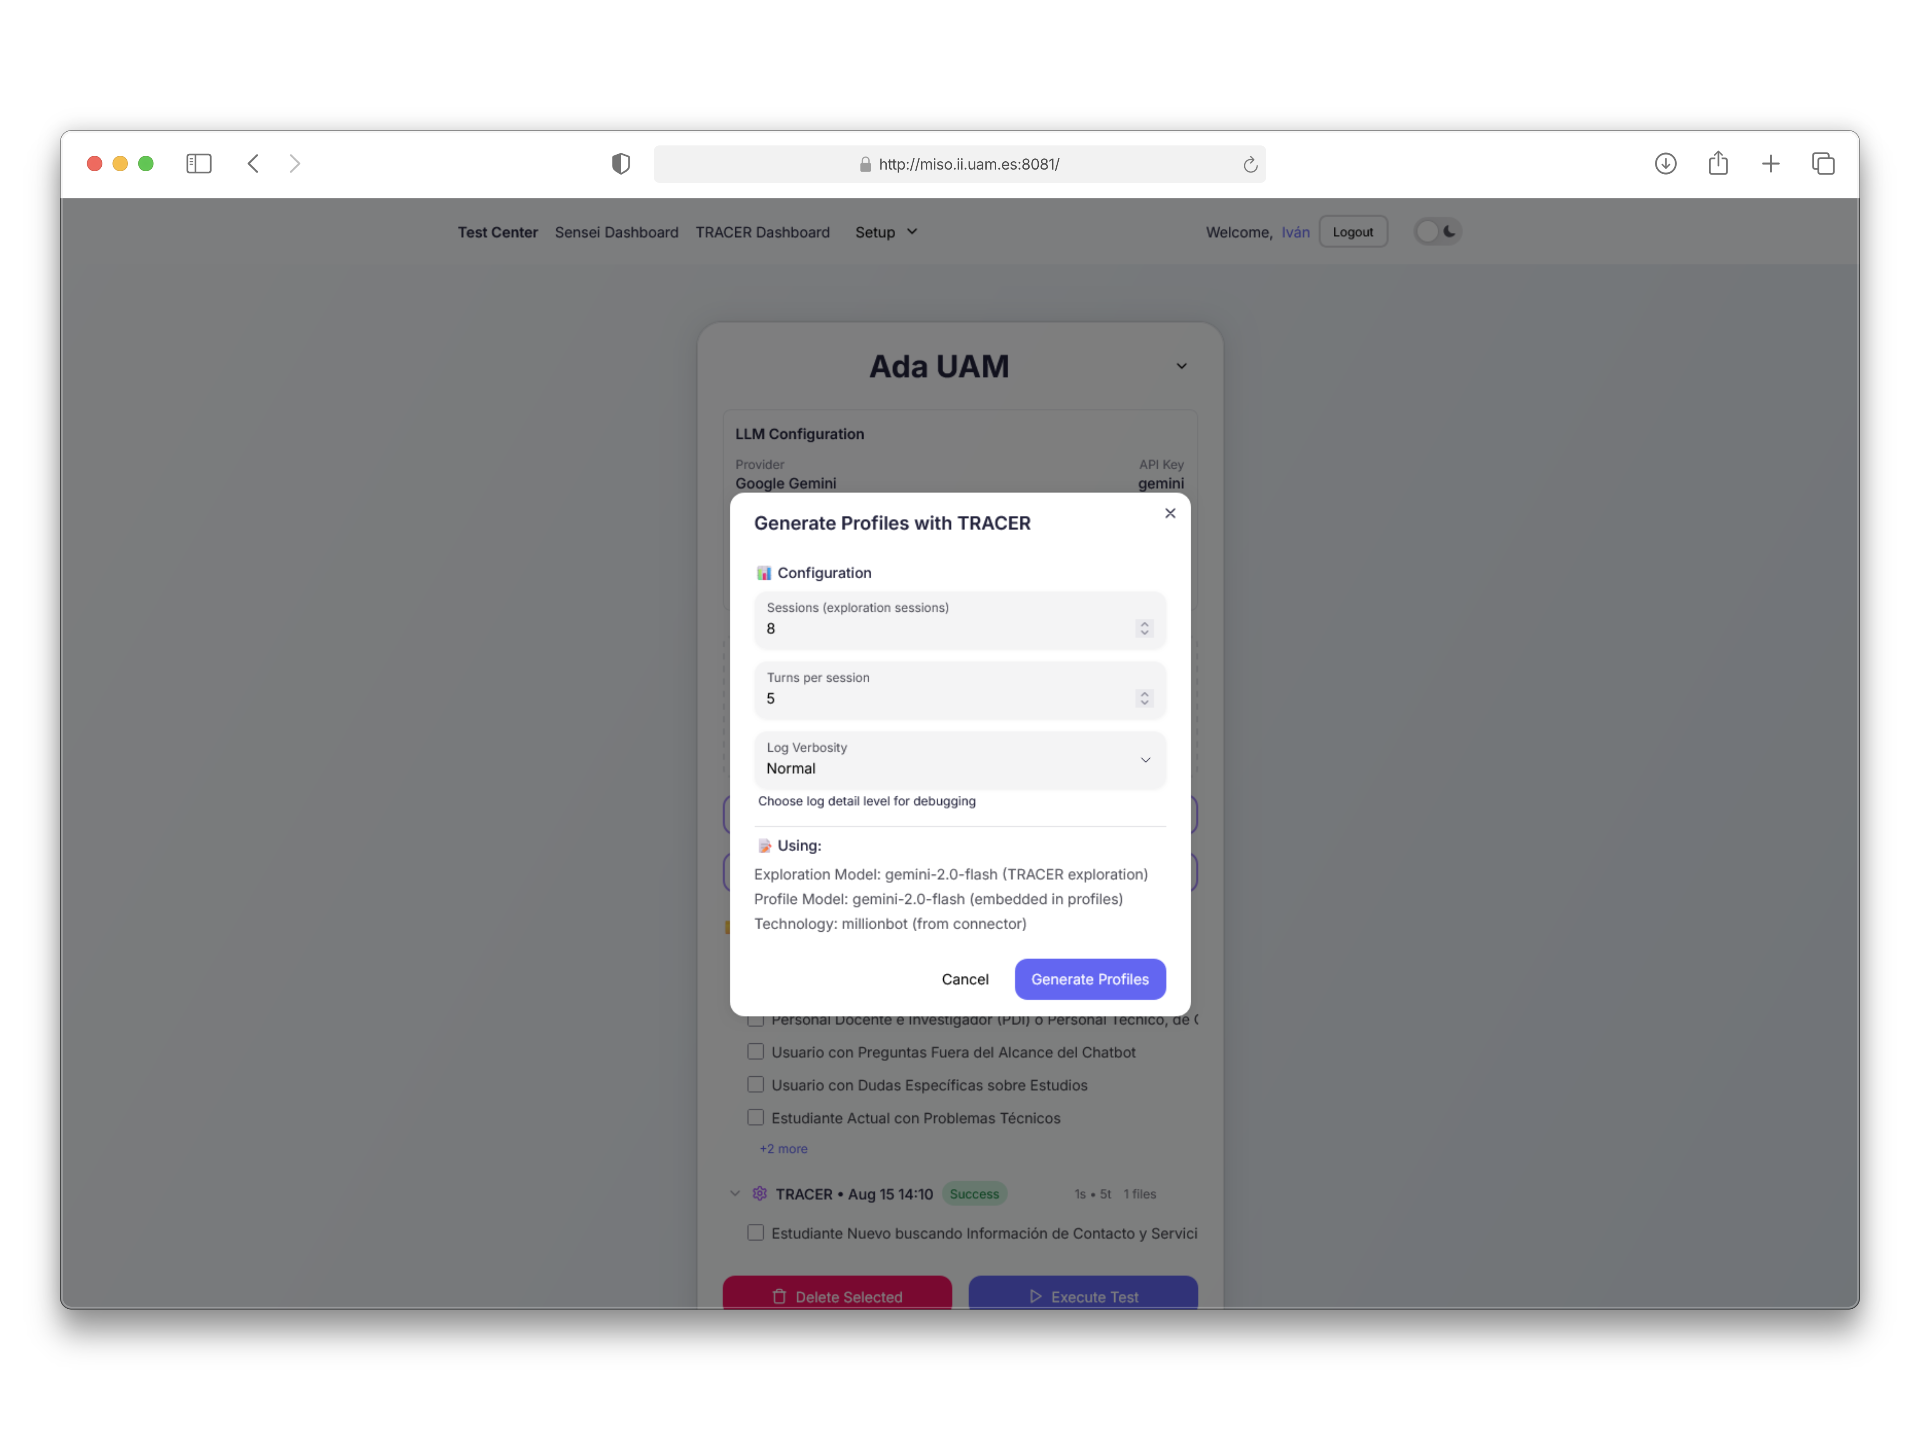 http://miso.ii.uam.es:8081/
Test Center Sensei Dashboard TRACER Dashboard Setup Welcome, Iván Logout
Ada UAM
LLM Configuration
Provider API Key
Google Gemini gemini
Generate Profiles with TRACER
Configuration
Sessions (exploration sessions)
8
Turns per session
5
Log Verbosity
Normal
Choose log detail level for debugging
Using:
Exploration Model: gemini-2.0-flash (TRACER exploration)
Profile Model: gemini-2.0-flash (embedded in profiles)
Technology: millionbot (from connector)
Cancel Generate Profiles
Personal Docente e Investigador (PDI) o Personal Técnico, de
Usuario con Preguntas Fuera del Alcance del Chatbot
Usuario con Dudas Específicas sobre Estudios
Estudiante Actual con Problemas Técnicos
+2 more
TRACER • Aug 15 14:10 Success 1s • 5t 1 files
Estudiante Nuevo buscando Información de Contacto y Servici
Delete Selected Execute Test